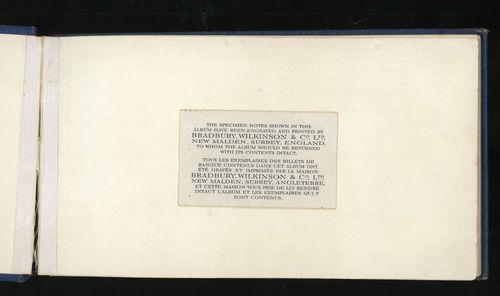 THE SPECIMEN NOTES SHOWN IN THIS
ALBUM HAVE BEEN ENGRAVED AND PRINTED BY
BRADBURY, WILKINSON & Co. LTD.
NEW MALDEN, SURREY, ENGLAND,
TO WHOM THE ALBUM SHOULD BE RETURNED
WITH ITS CONTENTS INTACT.
TOUS LES EXEMPLAIRES DES BILLETS DE
BANQUE CONTENUS DANS CET ALBUM ONT
ÉTÉ GRAVÉS ET IMPRIMÉS PAR LA MAISON
BRADBURY, WILKINSON & Co. LTD.
NEW MALDEN, SURREY, ANGLETERRE,
ET CETTE MAISON VOUS PRIE DE LUI RENDRE
INTACT L'ALBUM ET LES EXEMPLAIRES QUI Y
SONT CONTENUS.